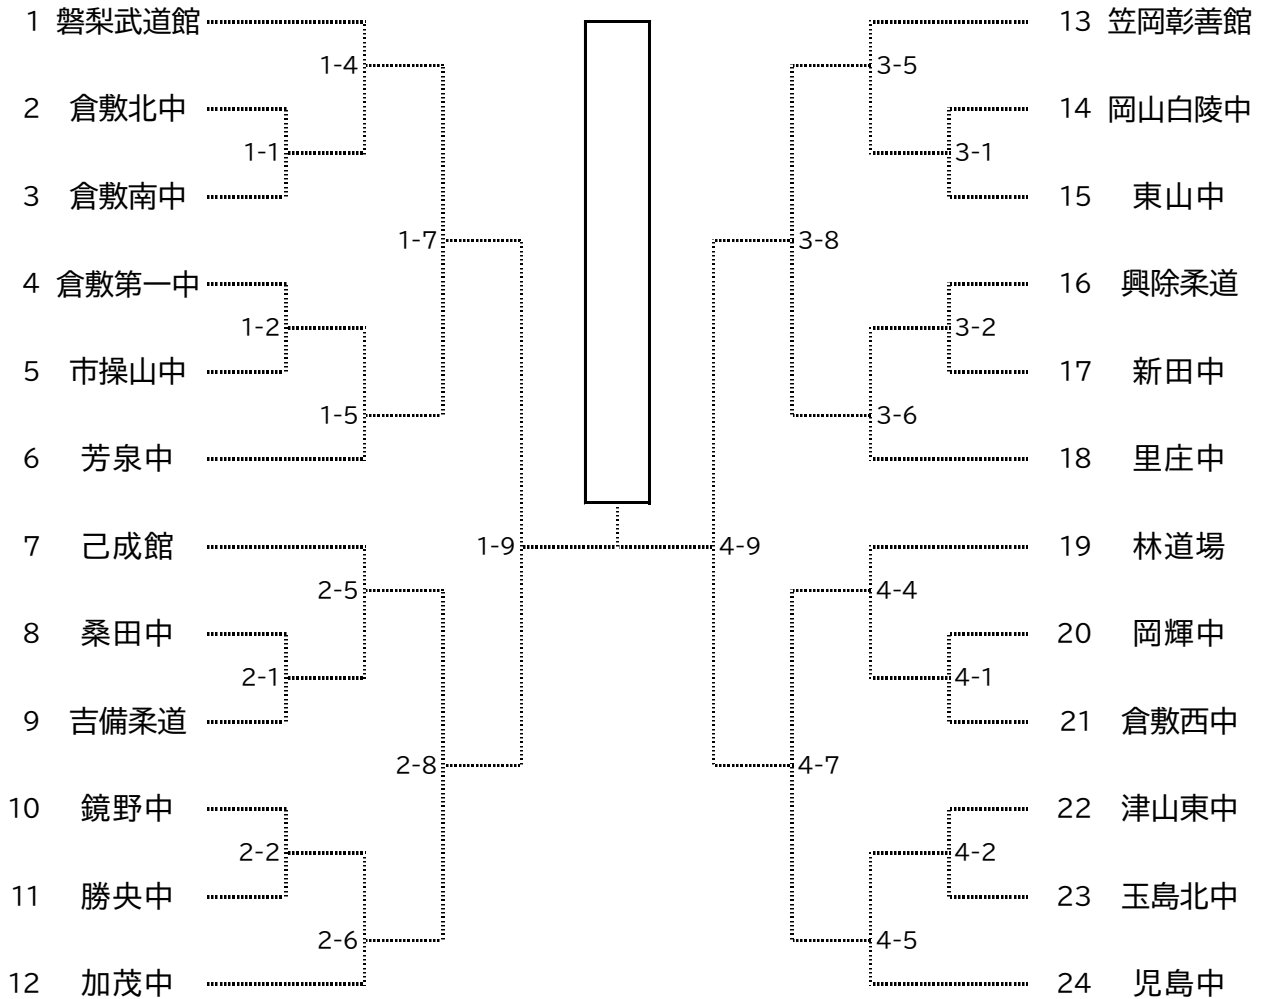 1 磐梨武道館
1-4
2 倉敷北中
1-1
3 倉敷南中
1-7
4 倉敷第一中
1-2
5 市操山中
1-5
6 芳泉中
1-9
7 己成館
2-5
8 桑田中
2-1
9 吉備柔道
2-8
10 鏡野中
2-2
11 勝央中
2-6
12 加茂中
13 笠岡彰善館
3-5
14 岡山白陵中
3-1
15 東山中
3-8
16 興除柔道
3-2
17 新田中
3-6
18 里庄中
4-9
19 林道場
4-4
20 岡輝中
4-1
21 倉敷西中
4-7
22 津山東中
4-2
23 玉島北中
4-5
24 児島中